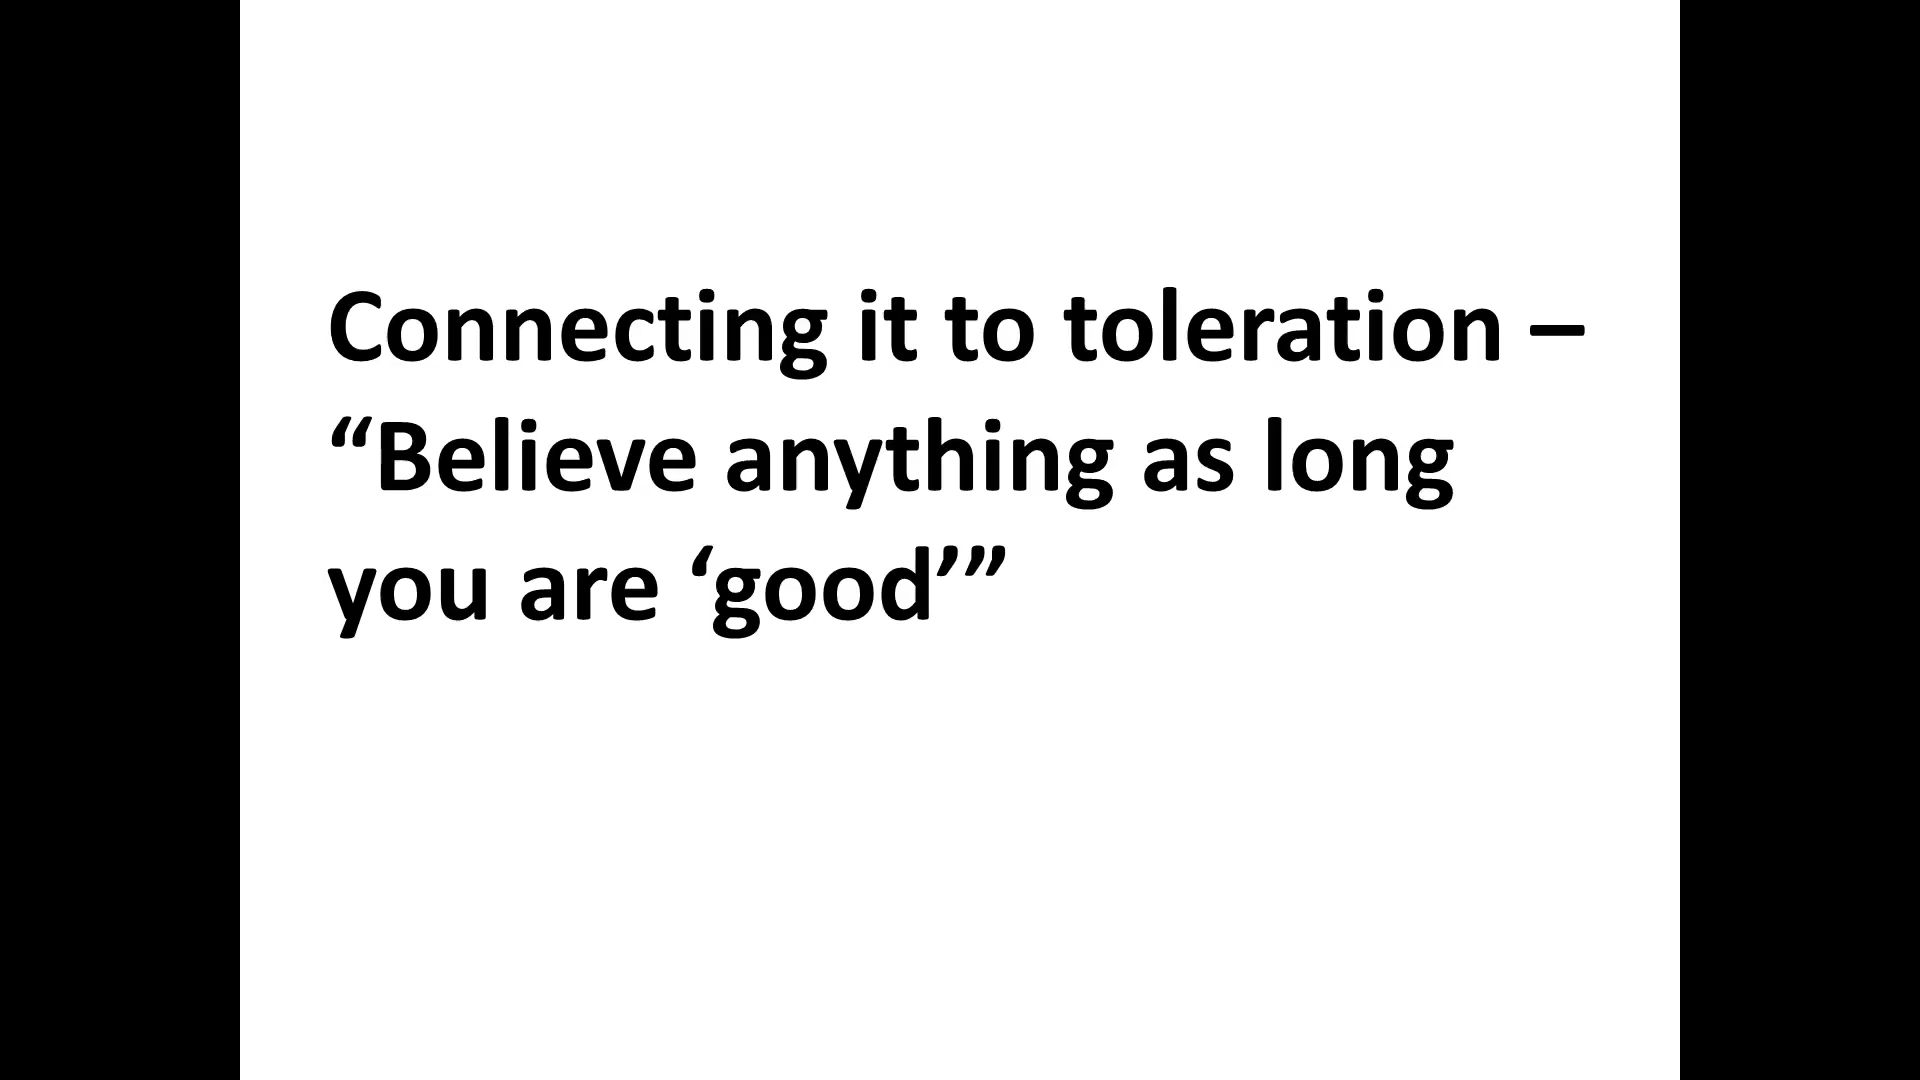 Connecting it to toleration –
“Believe anything as long
you are ‘good’”